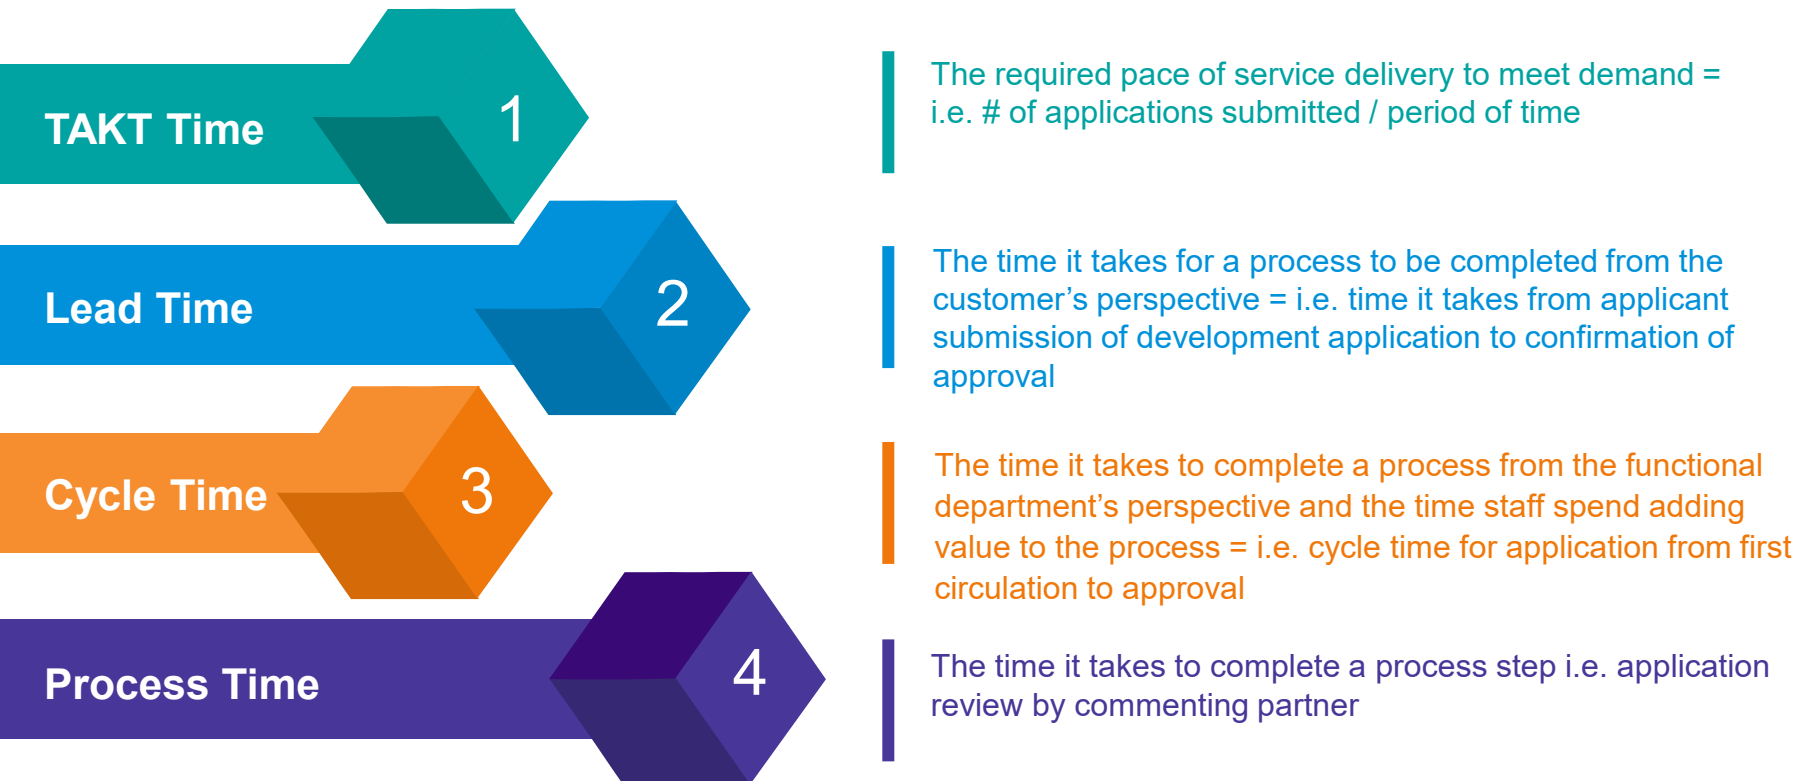 TAKT Time
1
The required pace of service delivery to meet demand =
i.e. # of applications submitted / period of time
Lead Time
2
The time it takes for a process to be completed from the
customer’s perspective = i.e. time it takes from applicant
submission of development application to confirmation of
approval
Cycle Time
3
The time it takes to complete a process from the functional
department’s perspective and the time staff spend adding
value to the process = i.e. cycle time for application from first
circulation to approval
Process Time
4
The time it takes to complete a process step i.e. application
review by commenting partner